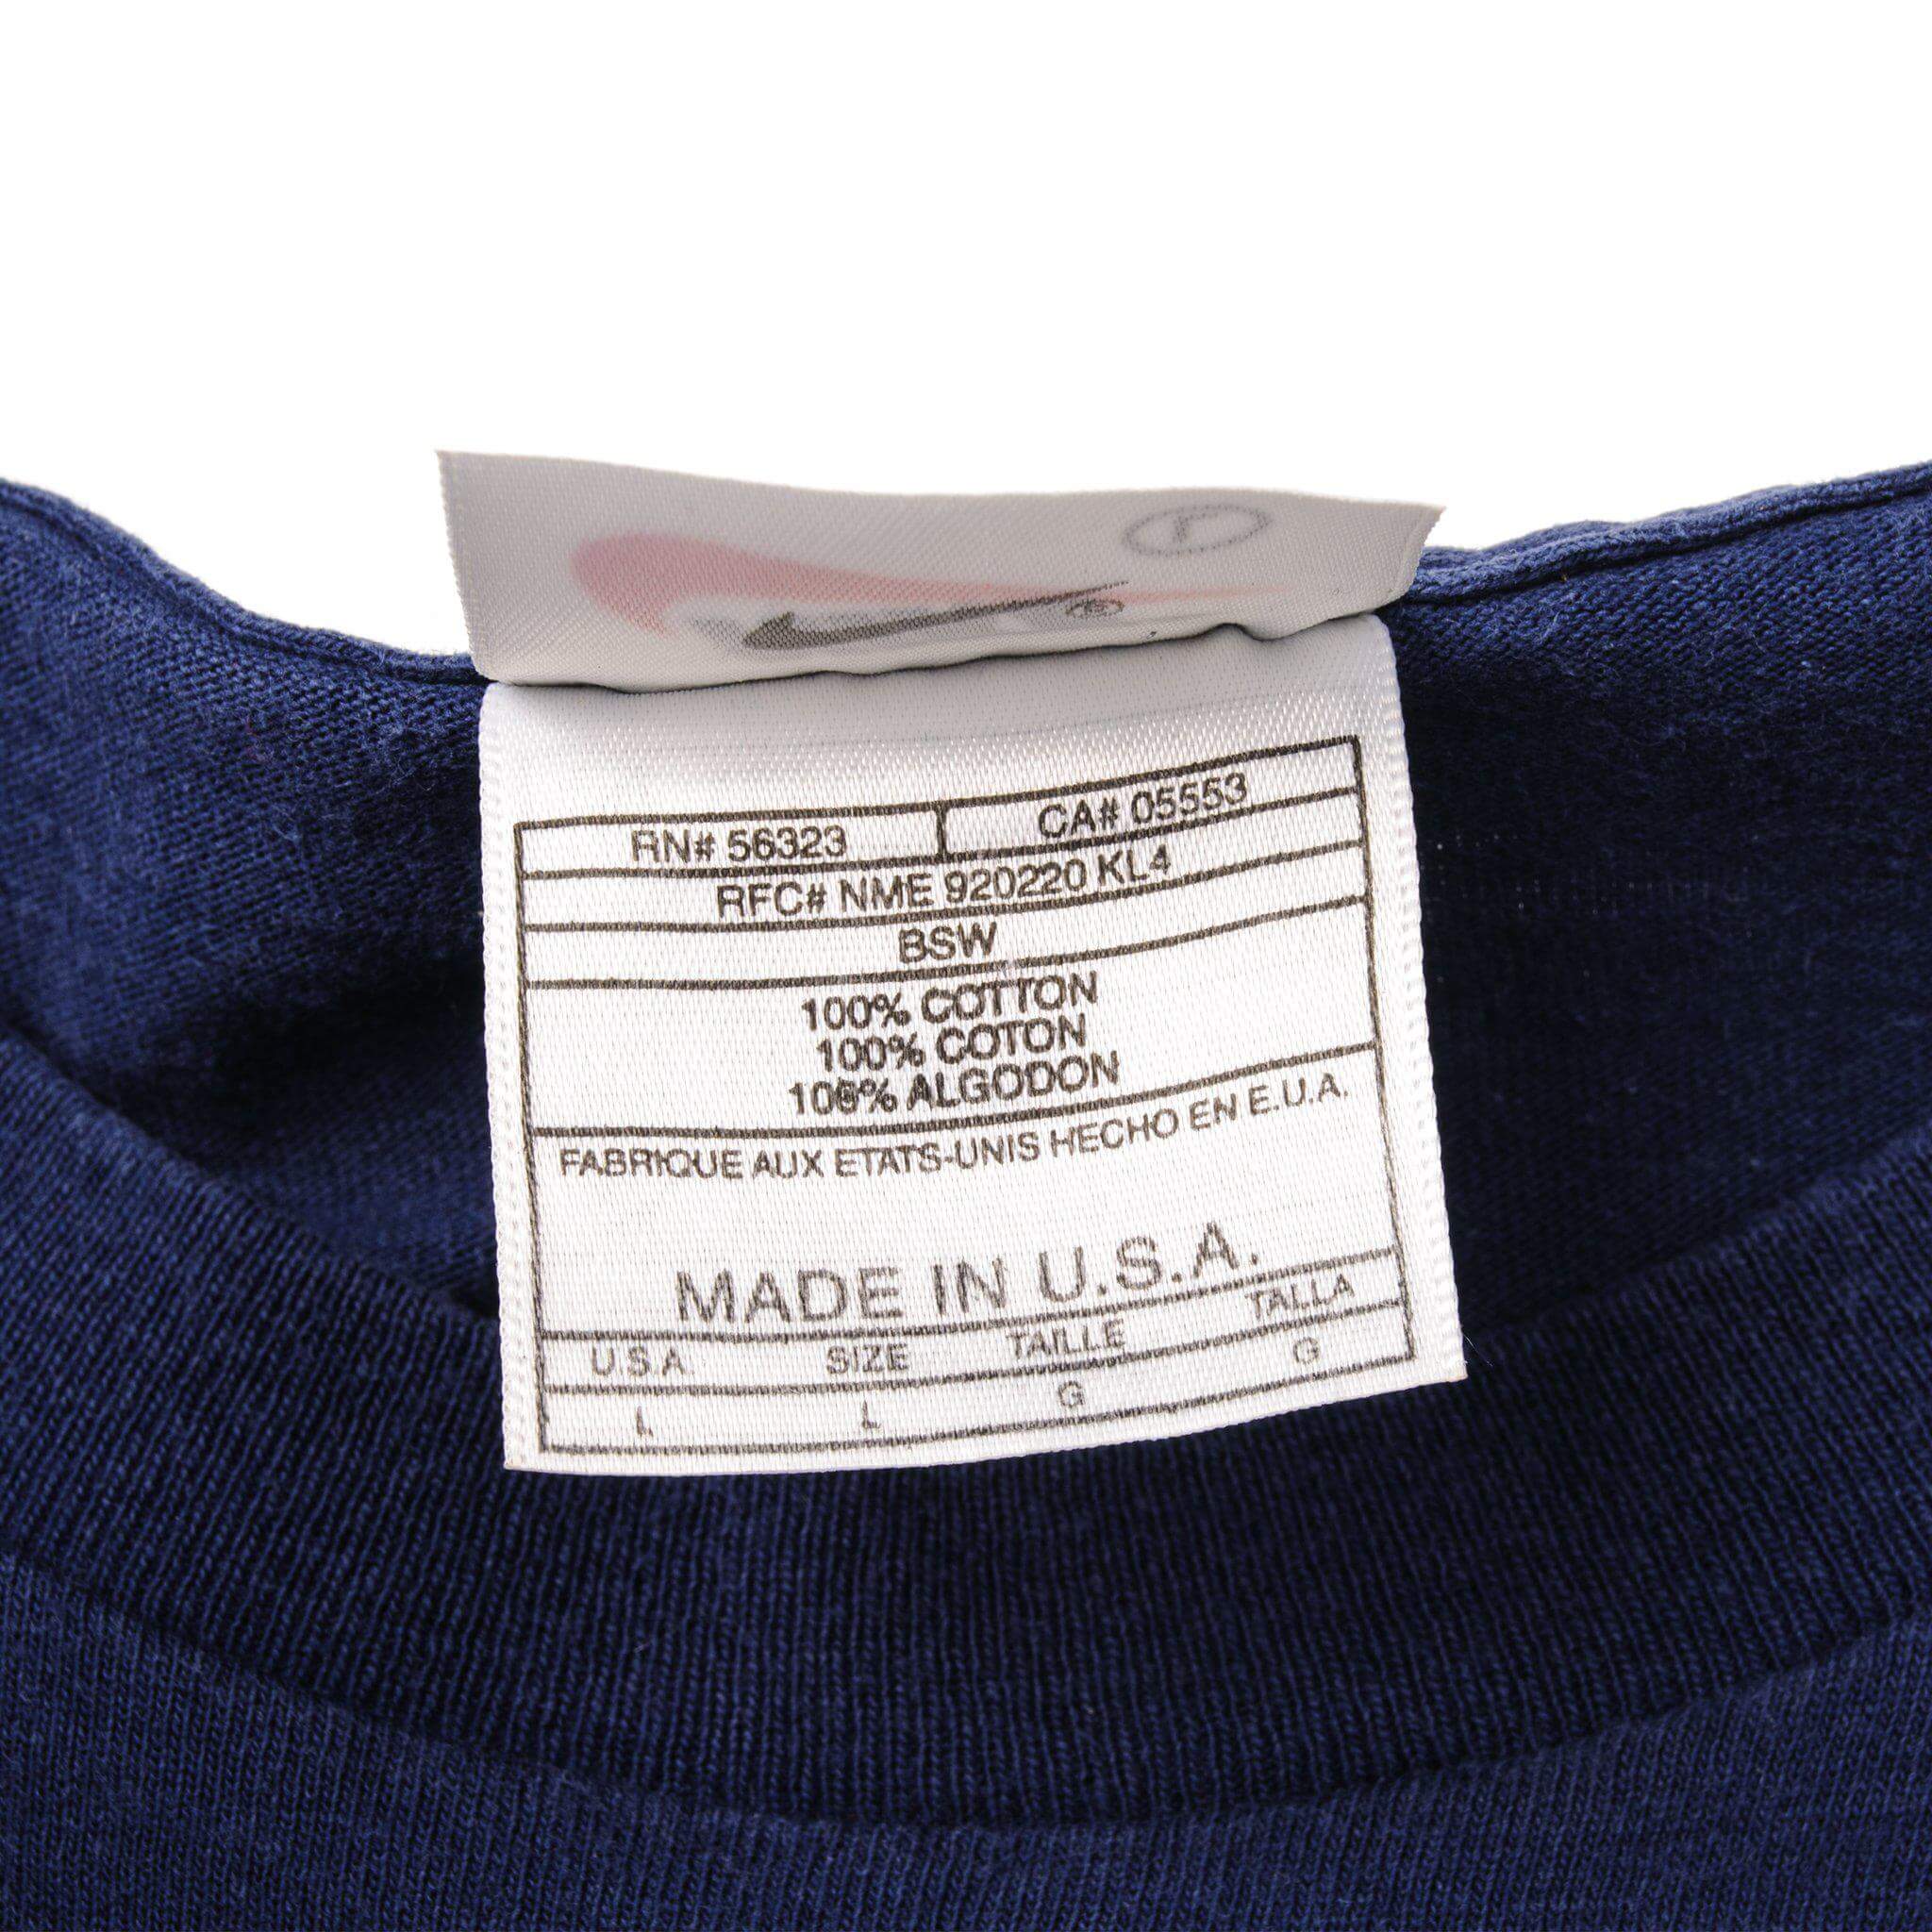 RN# 56323 CA# 05553
RFC# NME 920220 KL4
BSW
100% COTTON
100% COTON
100% ALGODON
FABRIQUE AUX ETATS-UNIS HECHO EN E.U.A.
MADE IN U.S.A.
U.S.A. SIZE TAILLE TALLA
L L G G